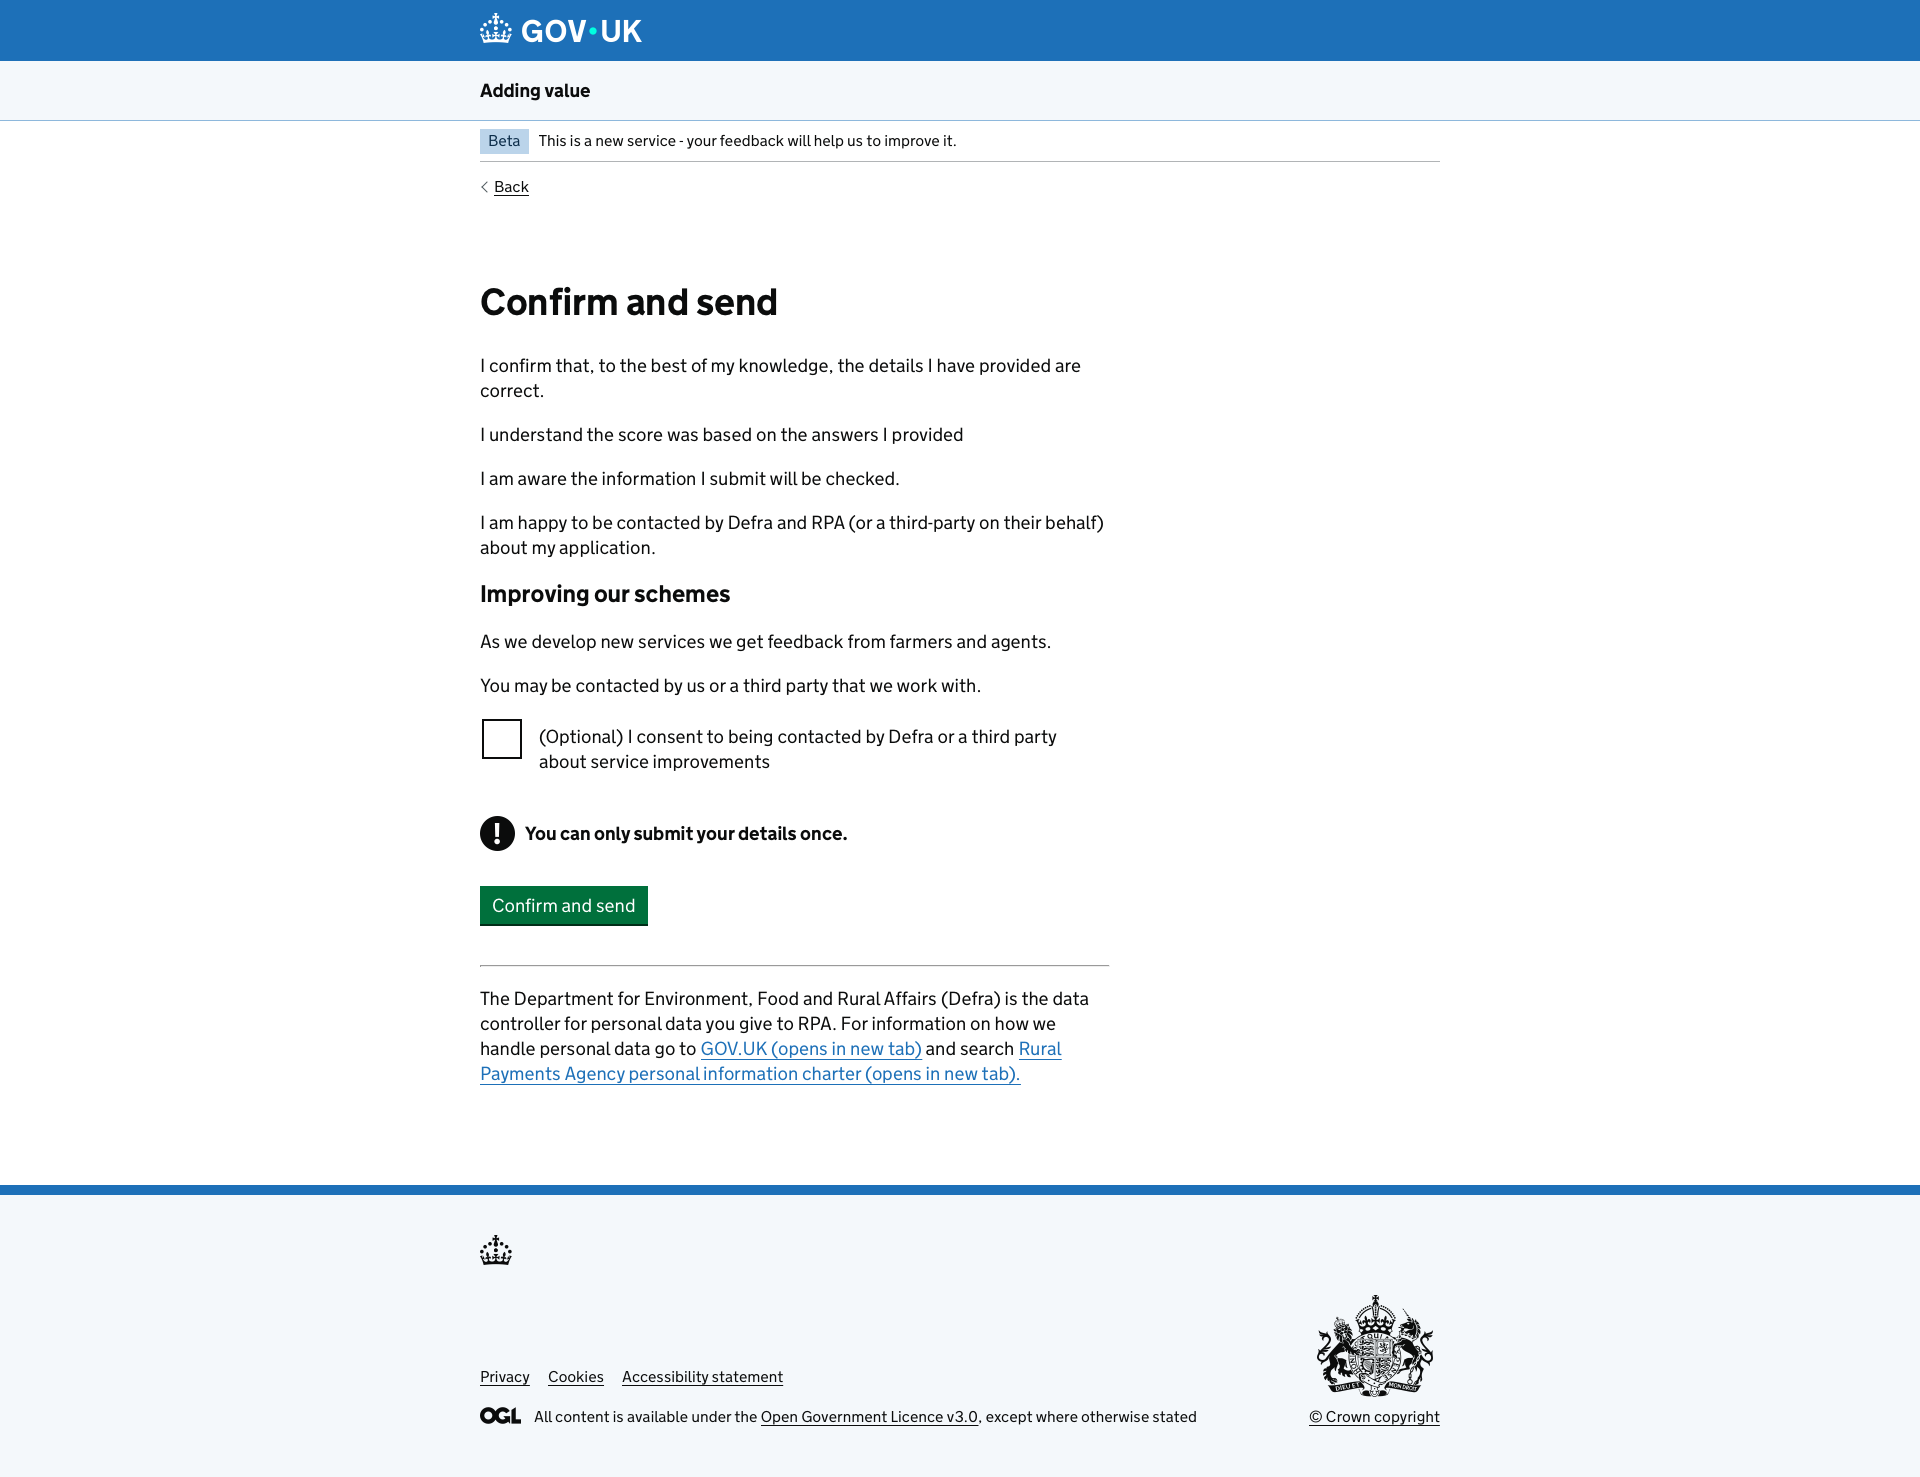 GOV•UK
Adding value
Beta This is a new service - your feedback will help us to improve it.
Back
Confirm and send
I confirm that, to the best of my knowledge, the details I have provided are
correct.
I understand the score was based on the answers I provided
I am aware the information I submit will be checked.
I am happy to be contacted by Defra and RPA (or a third-party on their behalf)
about my application.
Improving our schemes
As we develop new services we get feedback from farmers and agents.
You may be contacted by us or a third party that we work with.
(Optional) I consent to being contacted by Defra or a third party
about service improvements
! You can only submit your details once.
Confirm and send
The Department for Environment, Food and Rural Affairs (Defra) is the data
controller for personal data you give to RPA. For information on how we
handle personal data go to GOV.UK (opens in new tab) and search Rural
Payments Agency personal information charter (opens in new tab).
Privacy Cookies Accessibility statement
OGL All content is available under the Open Government Licence v3.0, except where otherwise stated
© Crown copyright